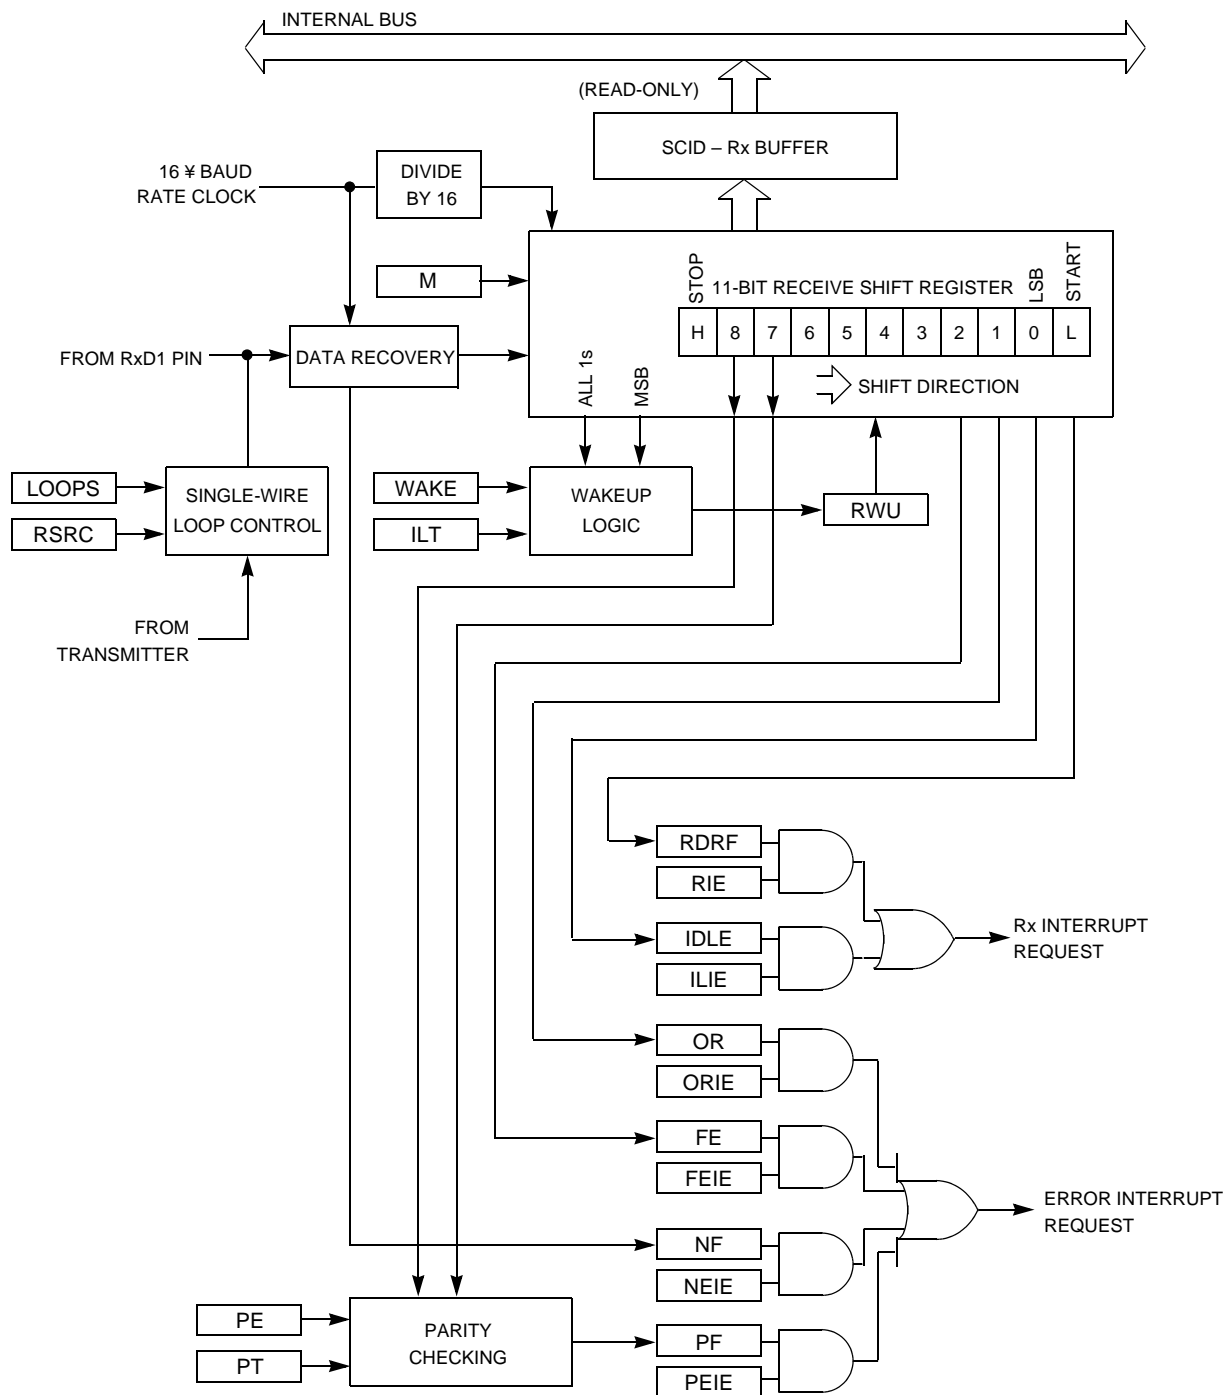 INTERNAL BUS
(READ-ONLY)
SCID – Rx BUFFER
16 ¥ BAUD
RATE CLOCK
DIVIDE
BY 16
M
STOP
11-BIT RECEIVE SHIFT REGISTER
LSB
START
H 8 7 6 5 4 3 2 1 0 L
FROM RxD1 PIN
DATA RECOVERY
ALL 1s
MSB
SHIFT DIRECTION
LOOPS
RSRC
SINGLE-WIRE
LOOP CONTROL
WAKE
ILT
WAKEUP
LOGIC
RWU
FROM
TRANSMITTER
RDRF
RIE
IDLE
ILIE
Rx INTERRUPT
REQUEST
OR
ORIE
FE
FEIE
ERROR INTERRUPT
REQUEST
NF
NEIE
PE
PT
PARITY
CHECKING
PF
PEIE